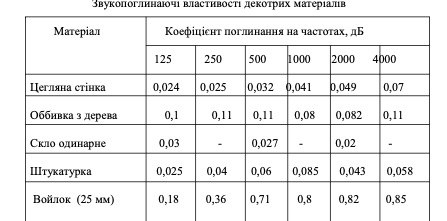 Звукопоглинаючі властивості декотрих матеріалів
Матеріал Коефіцієнт поглинання на частотах, дБ
125 250 500 1000 2000 4000
Цегляна стінка 0,024 0,025 0,032 0,041 0,049 0,07
Оббивка з дерева 0,1 0,11 0,11 0,08 0,082 0,11
Скло одинарне 0,03 - 0,027 - 0,02 -
Штукатурка 0,025 0,04 0,06 0,085 0,043 0,058
Войлок (25 мм) 0,18 0,36 0,71 0,8 0,82 0,85